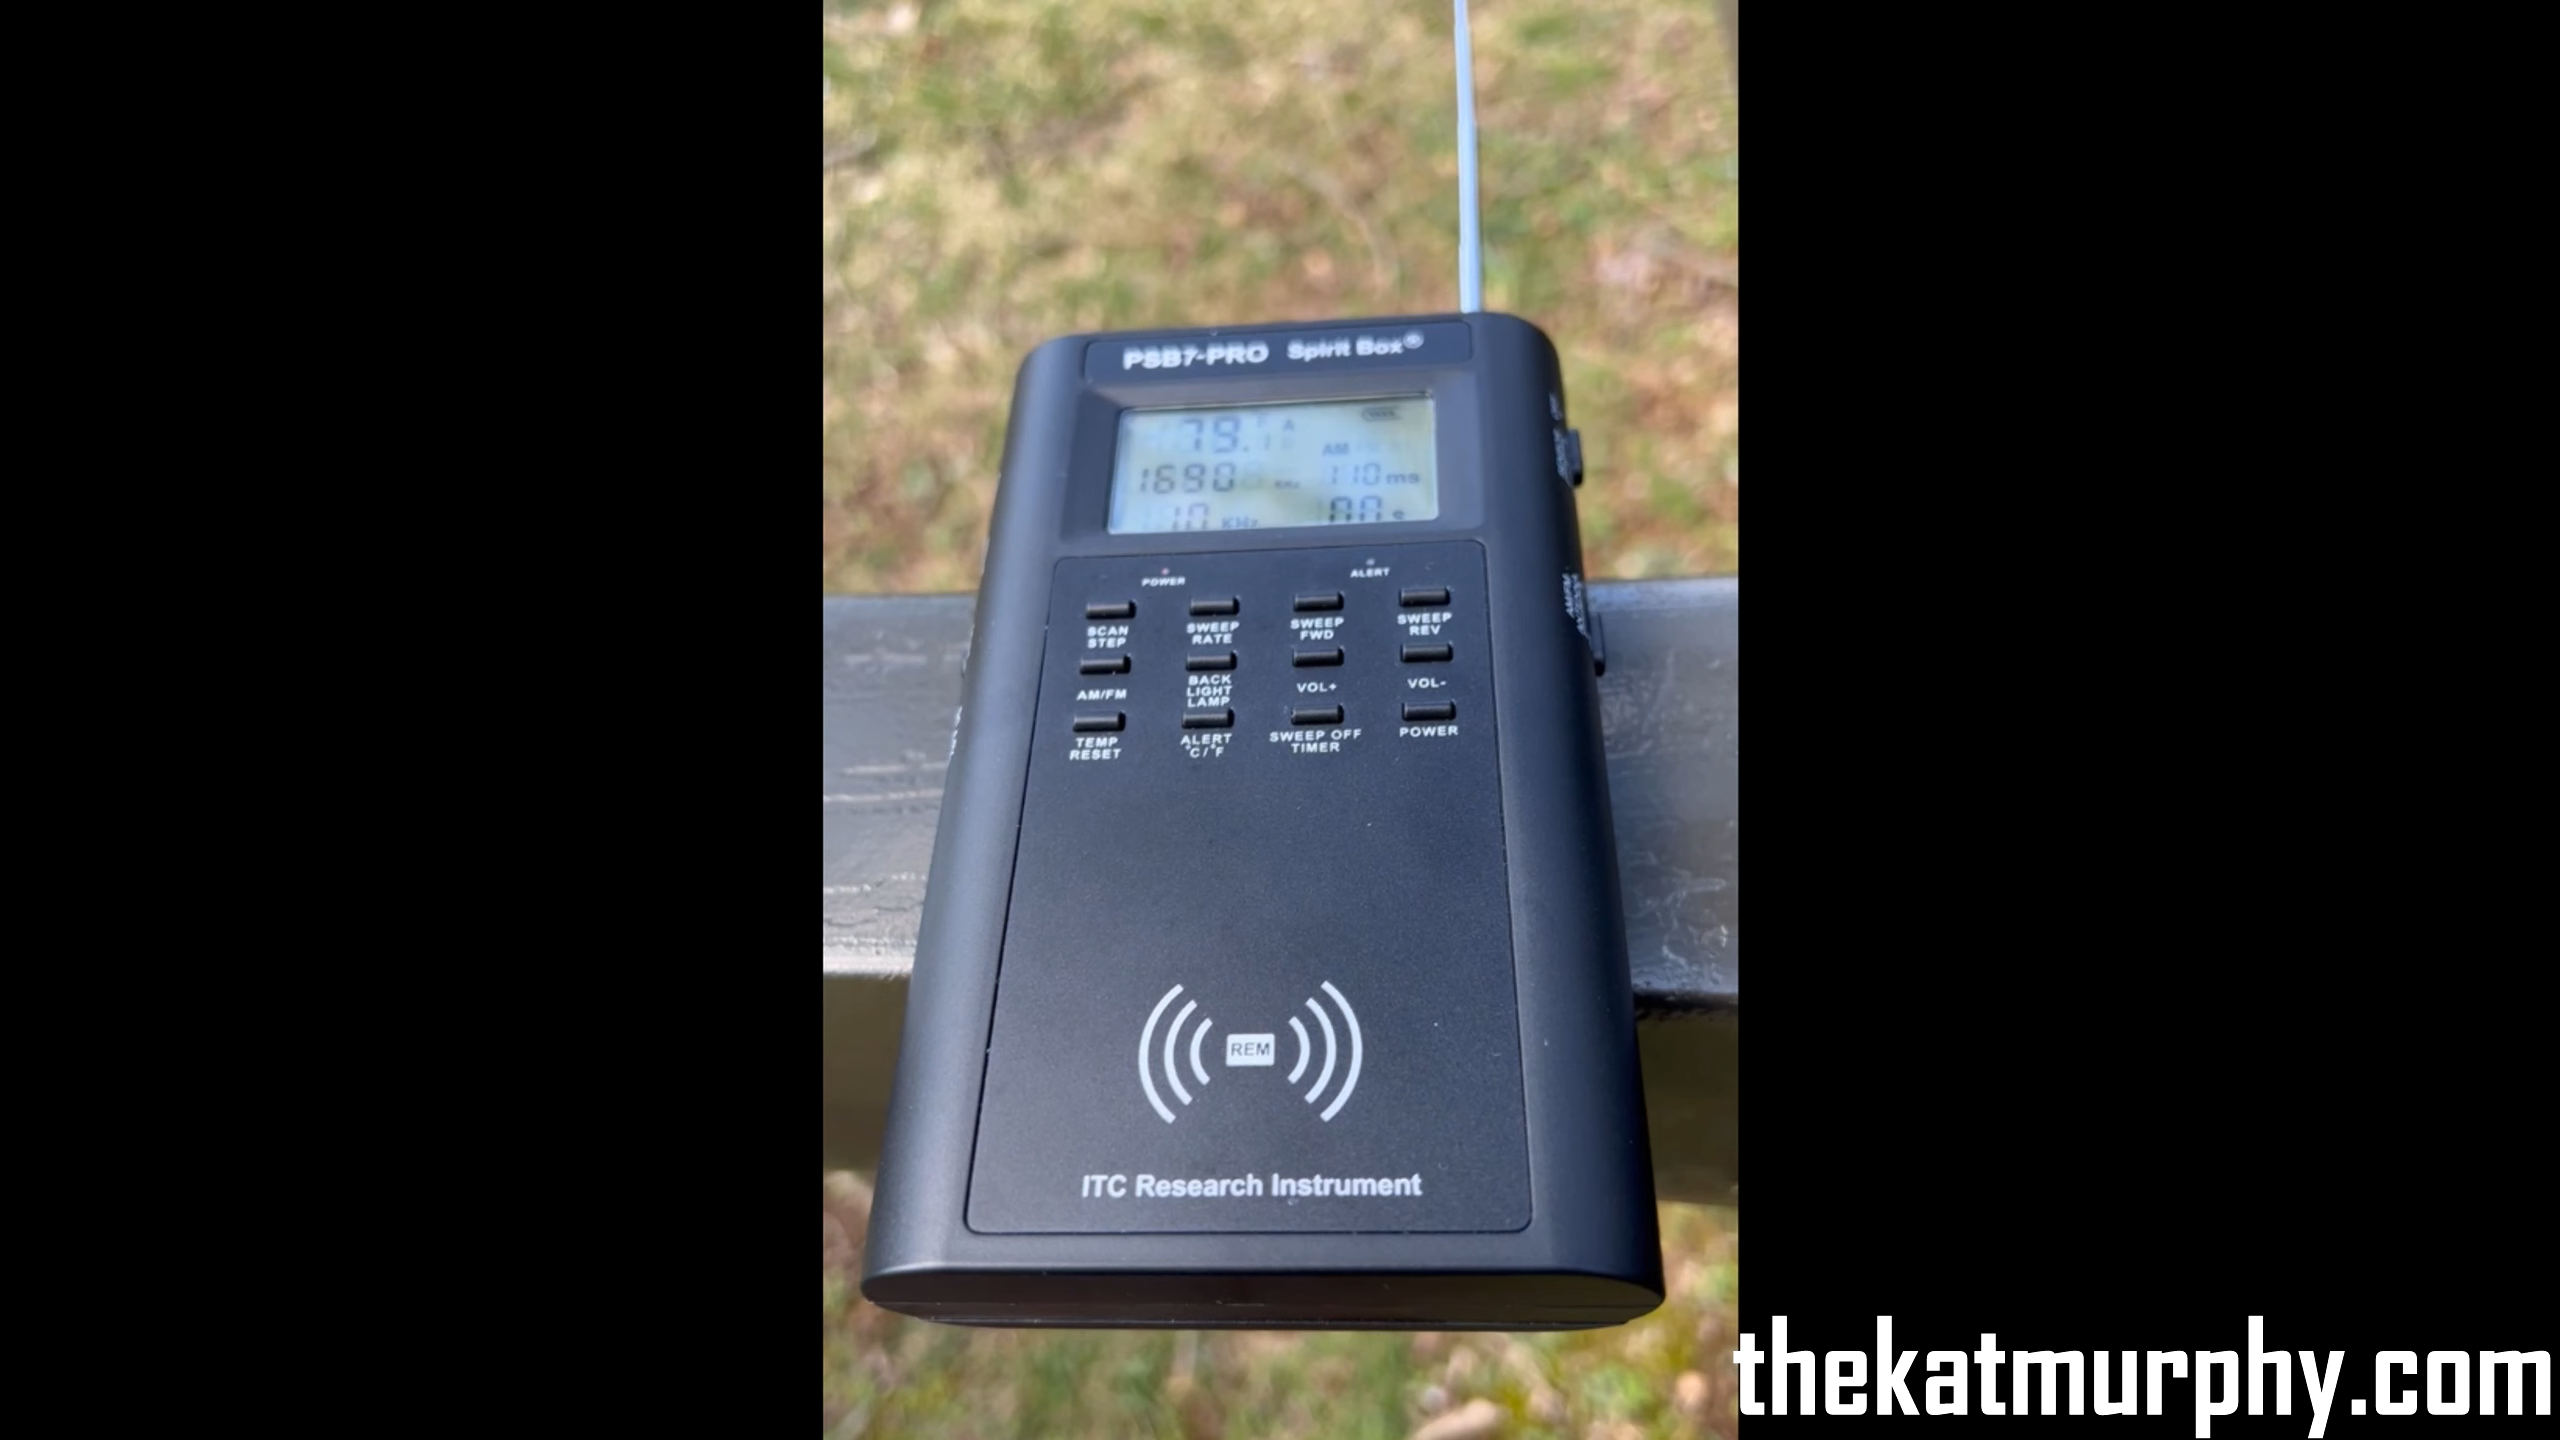 PSB7-PRO Spirit Box®
AM
1690 KHz 110 ms
KHz
POWER
ALERT
SCAN STEP
SWEEP RATE
SWEEP FWD
SWEEP REV
AM/FM
BACK LIGHT LAMP
VOL+
VOL-
TEMP RESET
ALERT °C/°F
SWEEP OFF TIMER
POWER
REM
ITC Research Instrument
thekatmurphy.com